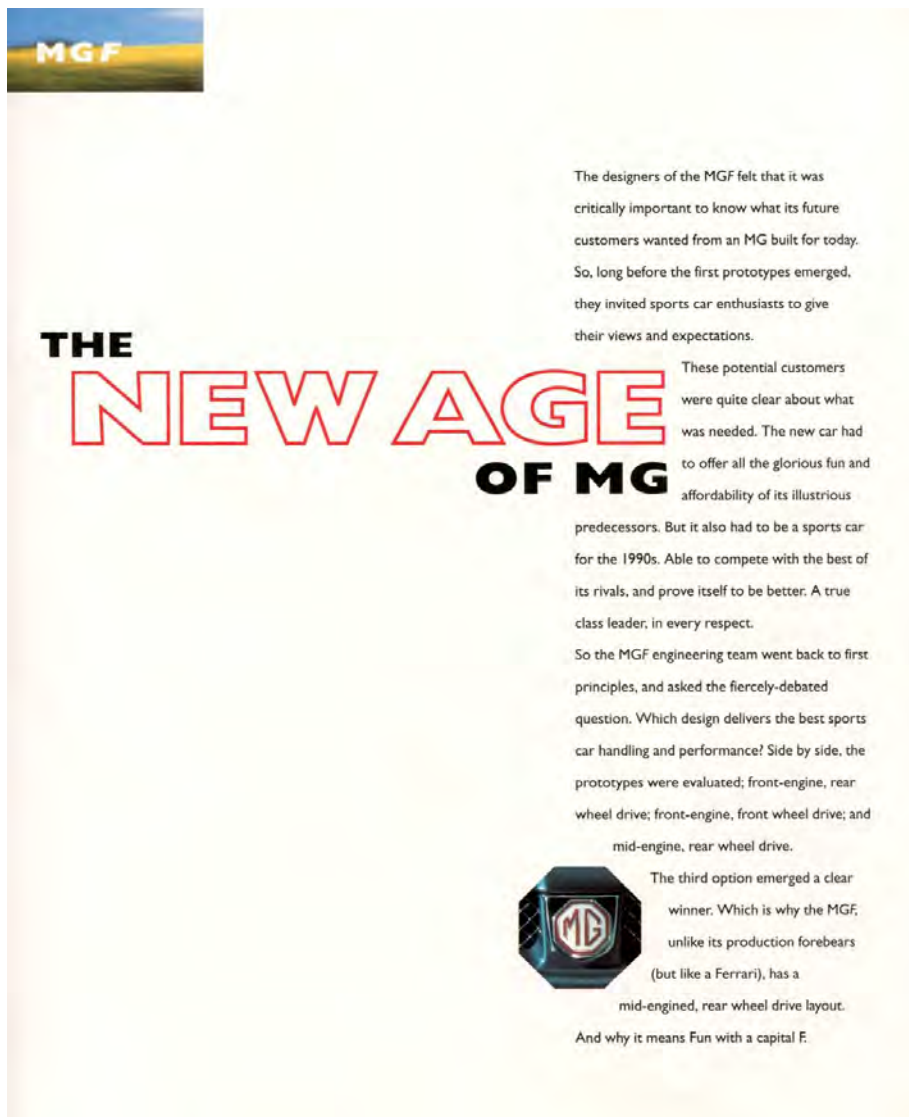 MGF
THE
NEW AGE
OF MG
The designers of the MGF felt that it was
critically important to know what its future
customers wanted from an MG built for today.
So, long before the first prototypes emerged,
they invited sports car enthusiasts to give
their views and expectations.
These potential customers
were quite clear about what
was needed. The new car had
to offer all the glorious fun and
affordability of its illustrious
predecessors. But it also had to be a sports car
for the 1990s. Able to compete with the best of
its rivals, and prove itself to be better. A true
class leader, in every respect.
So the MGF engineering team went back to first
principles, and asked the fiercely-debated
question. Which design delivers the best sports
car handling and performance? Side by side, the
prototypes were evaluated; front-engine, rear
wheel drive; front-engine, front wheel drive; and
mid-engine, rear wheel drive.
The third option emerged a clear
winner. Which is why the MGF,
unlike its production forebears
(but like a Ferrari), has a
mid-engined, rear wheel drive layout.
And why it means Fun with a capital F.
MG